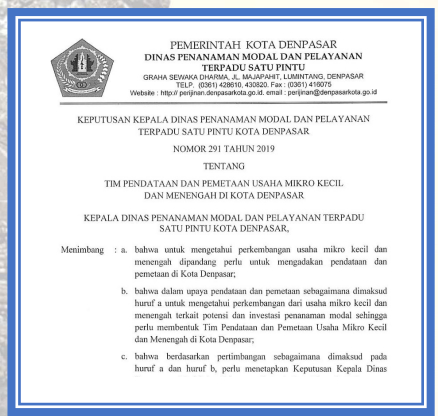 PEMERINTAH KOTA DENPASAR
DINAS PENANAMAN MODAL DAN PELAYANAN
TERPADU SATU PINTU
GRAHA SEWAKA DHARMA, JL. MAJAPAHIT, LUMINTANG, DENPASAR
TELP. (0361) 428610, 430820. Fax : (0361) 416075
Website : http:// perijinan.denpasarkota.go.id. email : perijinan@denpasarkota.go.id
KEPUTUSAN KEPALA DINAS PENANAMAN MODAL DAN PELAYANAN
TERPADU SATU PINTU KOTA DENPASAR
NOMOR 291 TAHUN 2019
TENTANG
TIM PENDATAAN DAN PEMETAAN USAHA MIKRO KECIL
DAN MENENGAH DI KOTA DENPASAR
KEPALA DINAS PENANAMAN MODAL DAN PELAYANAN TERPADU
SATU PINTU KOTA DENPASAR,
Menimbang : a. bahwa untuk mengetahui perkembangan usaha mikro kecil dan
menengah dipandang perlu untuk mengadakan pendataan dan
pemetaan di Kota Denpasar;
b. bahwa dalam upaya pendataan dan pemetaan sebagaimana dimaksud
huruf a untuk mengetahui perkembangan dari usaha mikro kecil dan
menengah terkait potensi dan investasi penanaman modal sehingga
perlu membentuk Tim Pendataan dan Pemetaan Usaha Mikro Kecil
dan Menengah di Kota Denpasar;
c. bahwa berdasarkan pertimbangan sebagaimana dimaksud pada
huruf a dan huruf b, perlu menetapkan Keputusan Kepala Dinas